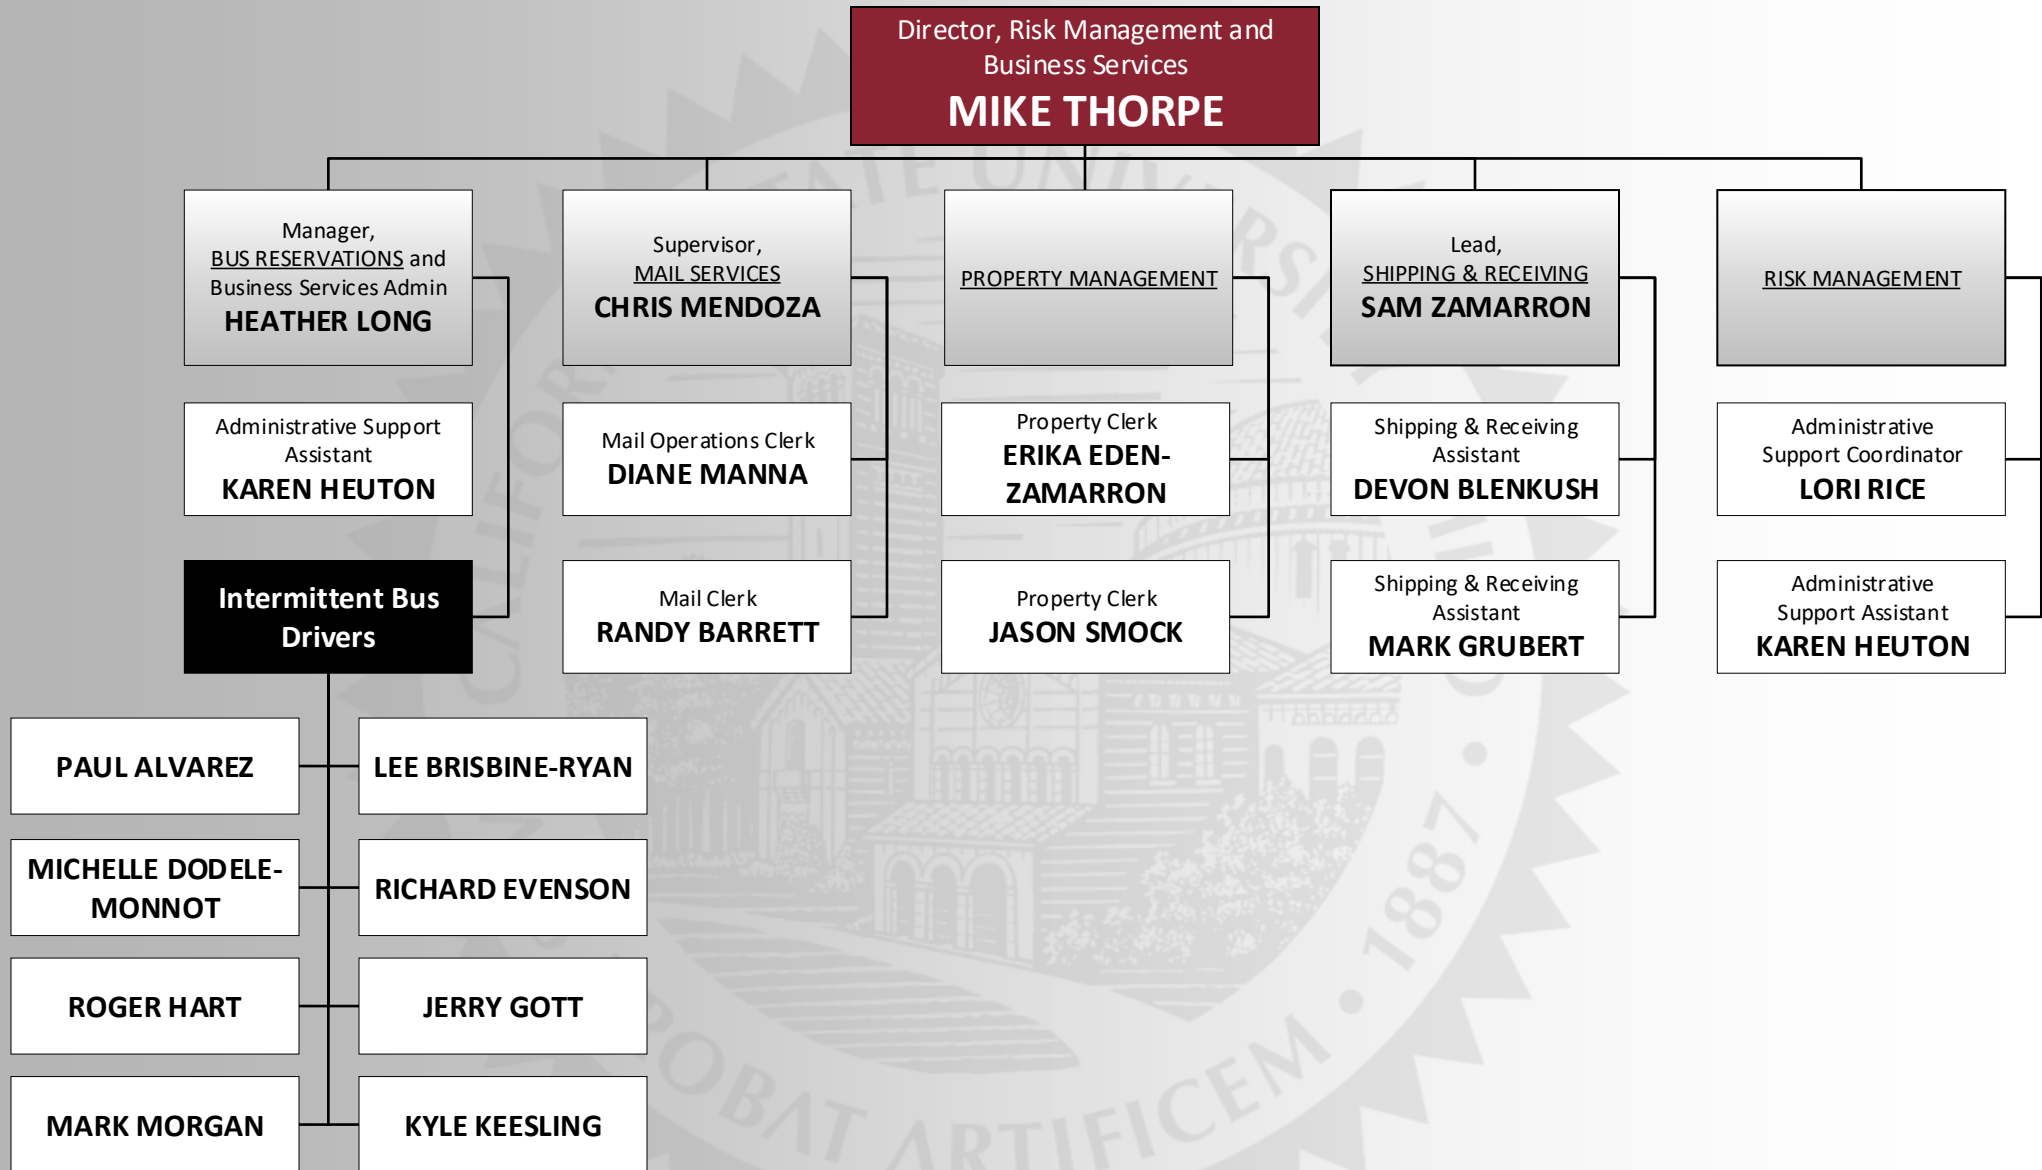 Director, Risk Management and
Business Services
MIKE THORPE
Manager,
BUS RESERVATIONS and
Business Services Admin
HEATHER LONG
Supervisor,
MAIL SERVICES
CHRIS MENDOZA
PROPERTY MANAGEMENT
Lead,
SHIPPING & RECEIVING
SAM ZAMARRON
RISK MANAGEMENT
Administrative Support
Assistant
KAREN HEUTON
Mail Operations Clerk
DIANE MANNA
Property Clerk
ERIKA EDEN-
ZAMARRON
Shipping & Receiving
Assistant
DEVON BLENKUSH
Administrative
Support Coordinator
LORI RICE
Intermittent Bus
Drivers
Mail Clerk
RANDY BARRETT
Property Clerk
JASON SMOCK
Shipping & Receiving
Assistant
MARK GRUBERT
Administrative
Support Assistant
KAREN HEUTON
PAUL ALVAREZ
LEE BRISBINE-RYAN
MICHELLE DODELE-
MONNOT
RICHARD EVENSON
ROGER HART
JERRY GOTT
MARK MORGAN
KYLE KEESLING
STATE UNIVERSITY
1887
ARTIFICEM